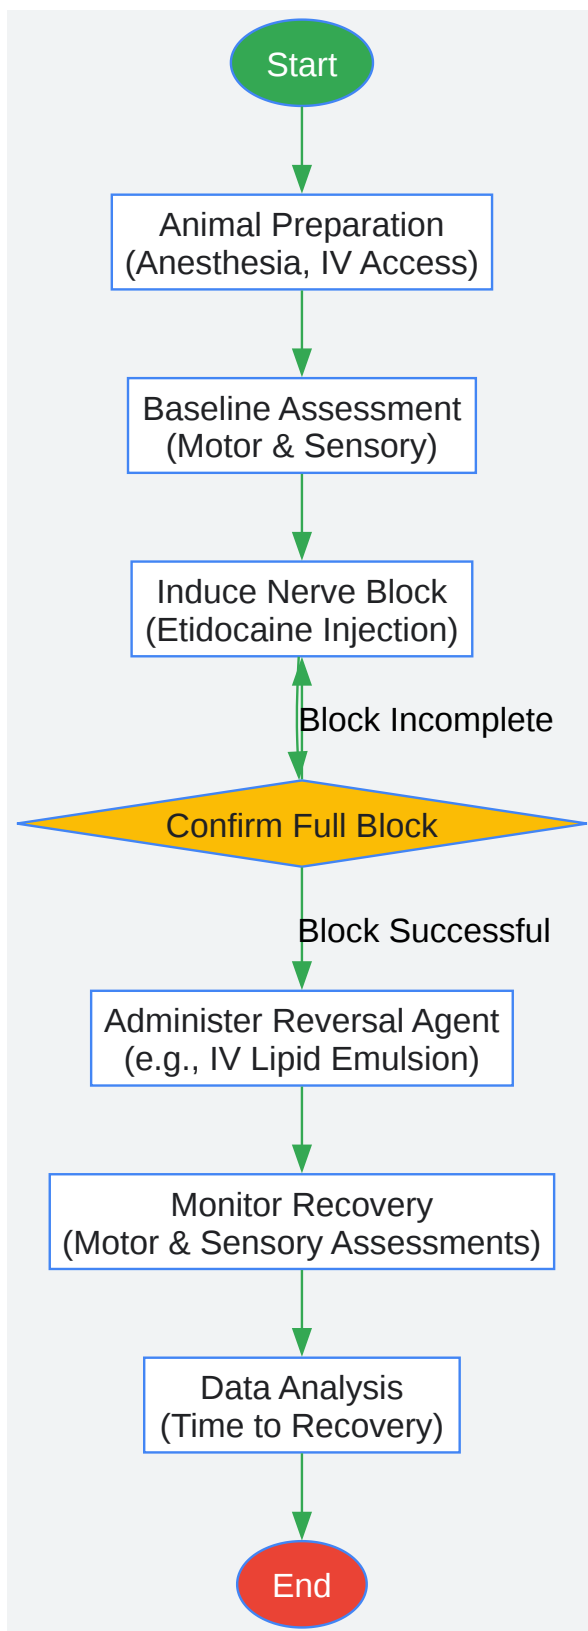 Start
Animal Preparation
(Anesthesia, IV Access)
Baseline Assessment
(Motor & Sensory)
Induce Nerve Block
(Etidocaine Injection)
Block Incomplete
Confirm Full Block
Block Successful
Administer Reversal Agent
(e.g., IV Lipid Emulsion)
Monitor Recovery
(Motor & Sensory Assessments)
Data Analysis
(Time to Recovery)
End